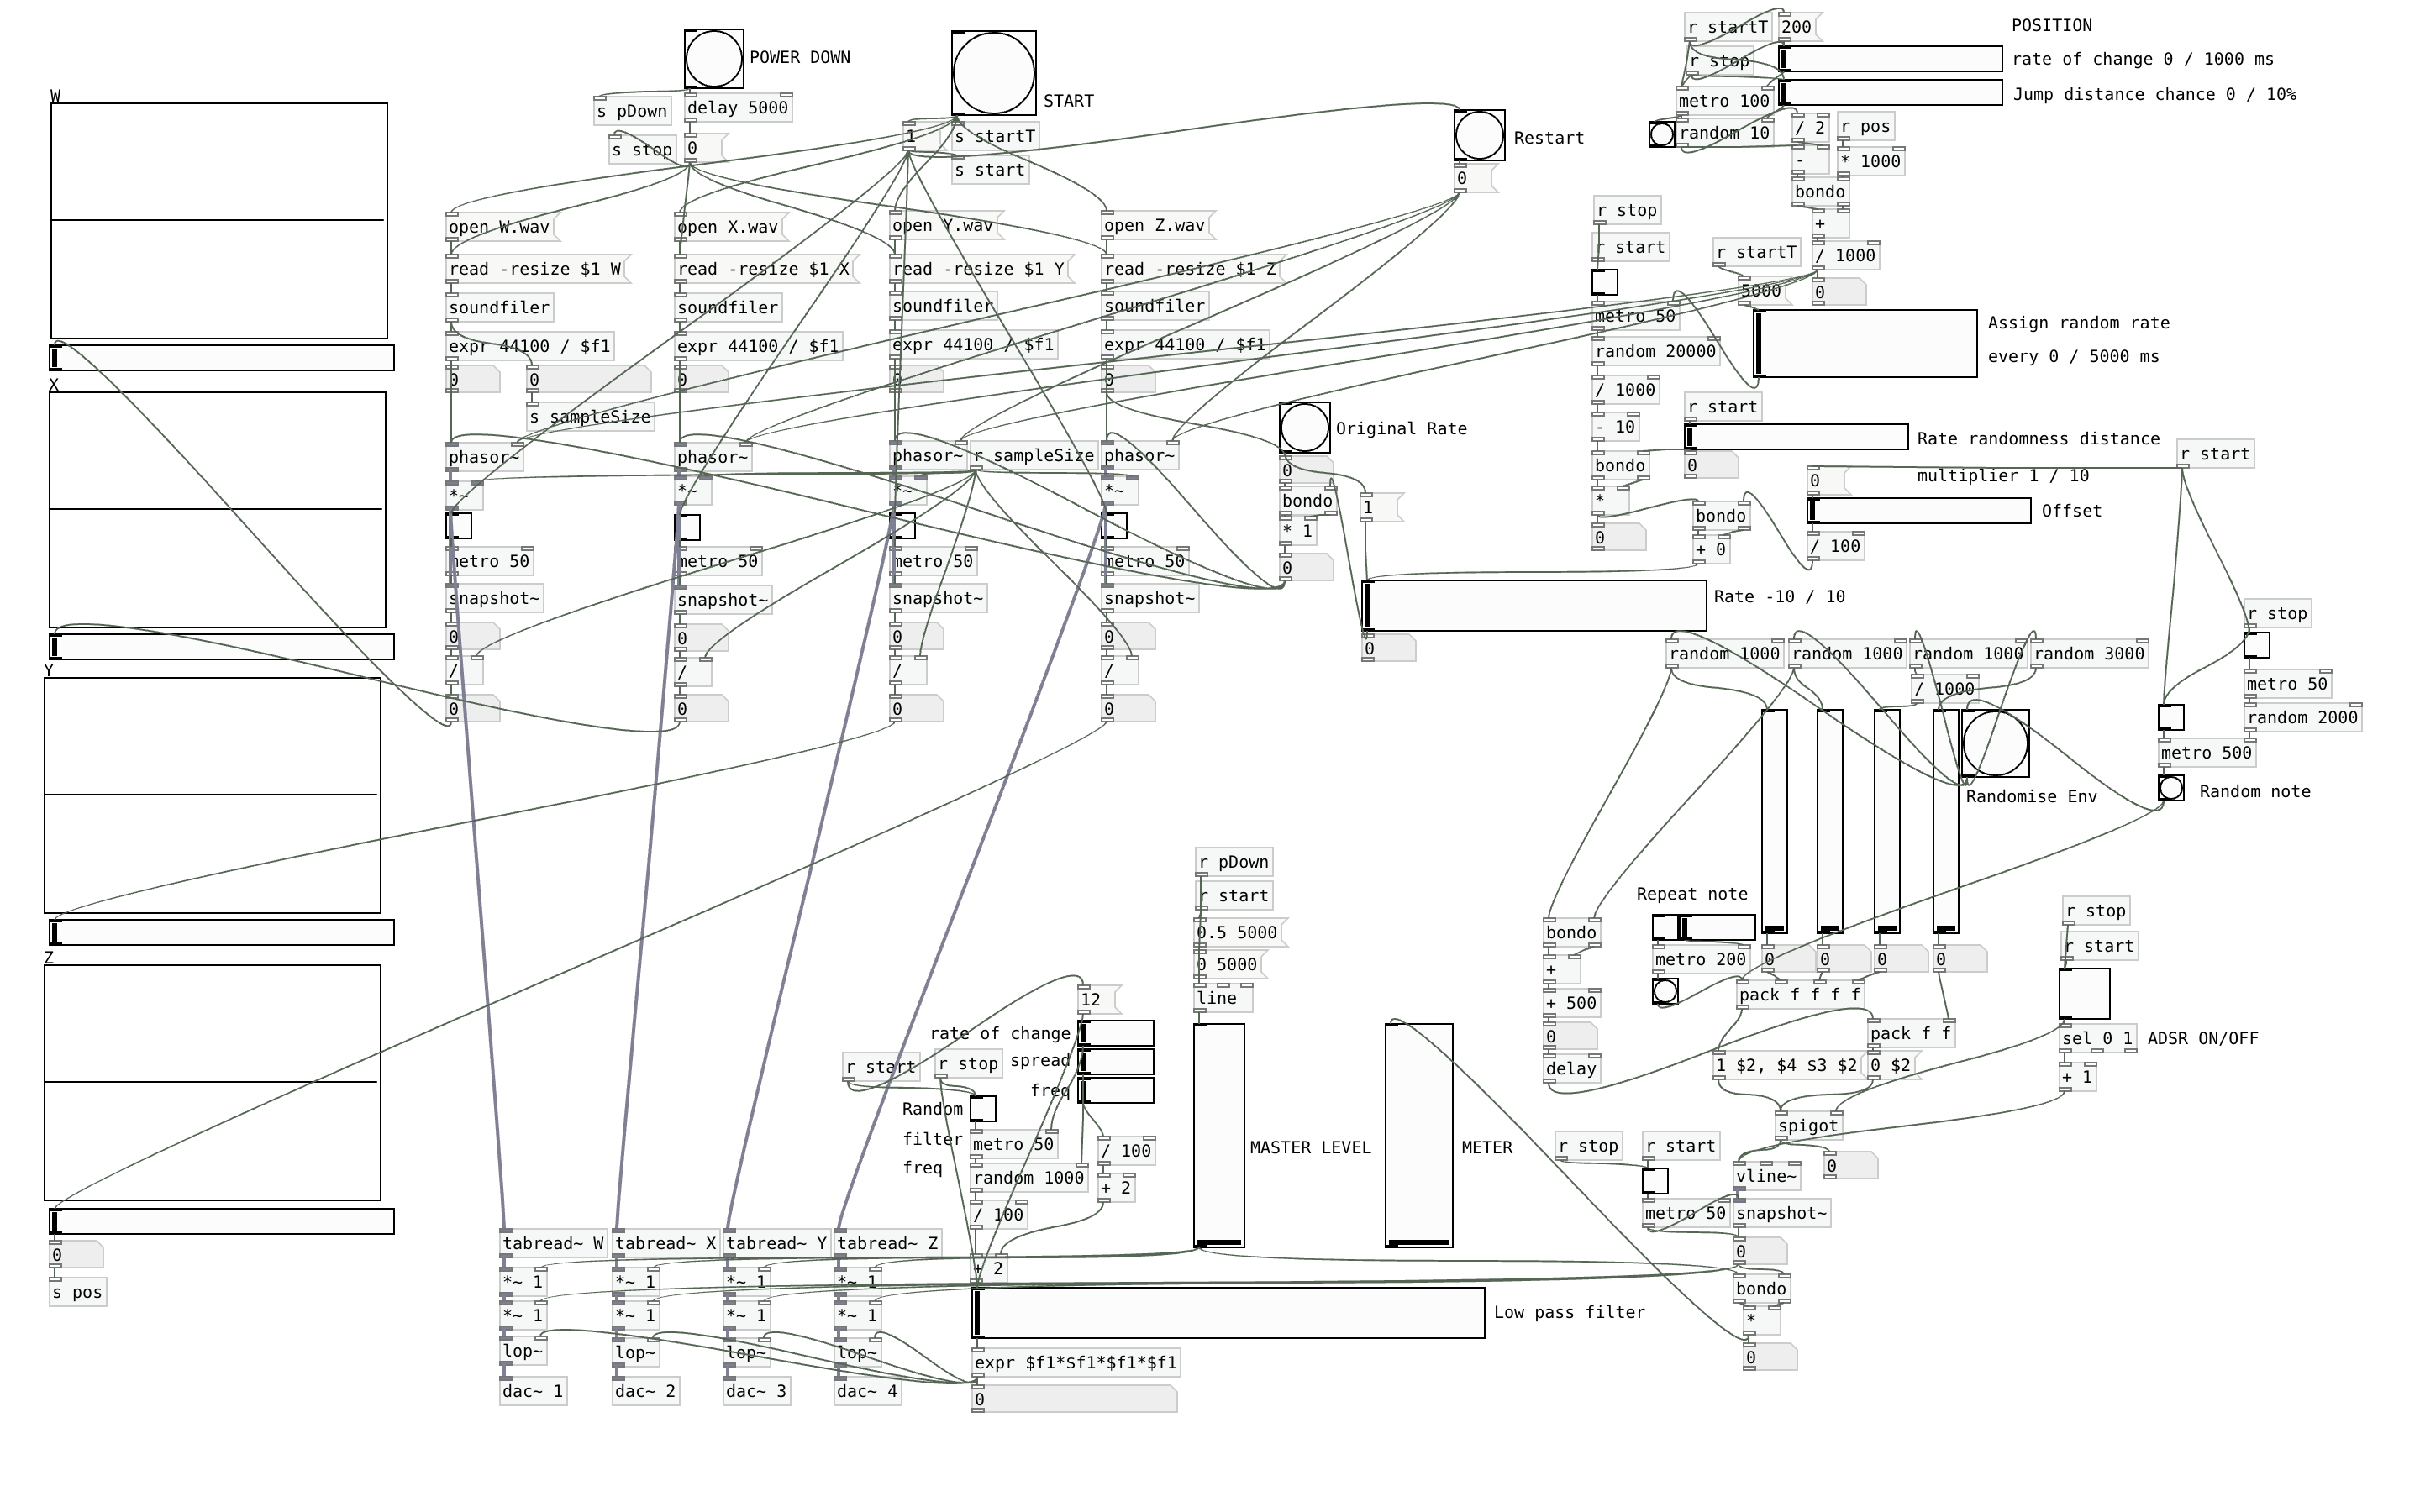 r startT
200
POSITION
r stop
rate of change 0 / 1000 ms
metro 100
Jump distance chance 0 / 10%
random 10
/ 2
r pos
-
* 1000
bondo
+
/ 1000
0
POWER DOWN
s pDown
delay 5000
s stop
0
START
1
s startT
s start
Restart
0
W
X
Y
Z
0
s pos
open W.wav
open X.wav
open Y.wav
open Z.wav
read -resize $1 W
read -resize $1 X
read -resize $1 Y
read -resize $1 Z
soundfiler
soundfiler
soundfiler
soundfiler
expr 44100 / $f1
expr 44100 / $f1
expr 44100 / $f1
expr 44100 / $f1
0
0
0
0
0
s sampleSize
phasor~
phasor~
phasor~
r sampleSize
phasor~
*~
*~
*~
*~
metro 50
metro 50
metro 50
metro 50
snapshot~
snapshot~
snapshot~
snapshot~
0
0
0
0
/
/
/
/
0
0
0
0
Original Rate
0
bondo
* 1
0
1
Rate -10 / 10
0
r stop
r start
metro 50
random 20000
/ 1000
- 10
bondo
*
0
r startT
5000
Assign random rate
every 0 / 5000 ms
r start
Rate randomness distance
0
multiplier 1 / 10
r start
0
Offset
/ 100
bondo
+ 0
random 1000
random 1000
random 1000
random 3000
/ 1000
Randomise Env
r stop
metro 50
random 2000
metro 500
Random note
r pDown
r start
0.5 5000
0 5000
line
MASTER LEVEL
METER
12
rate of change
spread
freq
r start
r stop
Random
filter
freq
metro 50
random 1000
/ 100
+ 2
/ 100
+ 2
Low pass filter
expr $f1*$f1*$f1*$f1
0
tabread~ W
tabread~ X
tabread~ Y
tabread~ Z
*~ 1
*~ 1
*~ 1
*~ 1
*~ 1
*~ 1
*~ 1
*~ 1
lop~
lop~
lop~
lop~
dac~ 1
dac~ 2
dac~ 3
dac~ 4
bondo
+
+ 500
0
delay
Repeat note
metro 200
0
0
0
0
pack f f f f
pack f f
1 $2, $4 $3 $2
0 $2
spigot
0
r stop
r start
sel 0 1
ADSR ON/OFF
+ 1
r stop
r start
vline~
metro 50
snapshot~
0
bondo
*
0